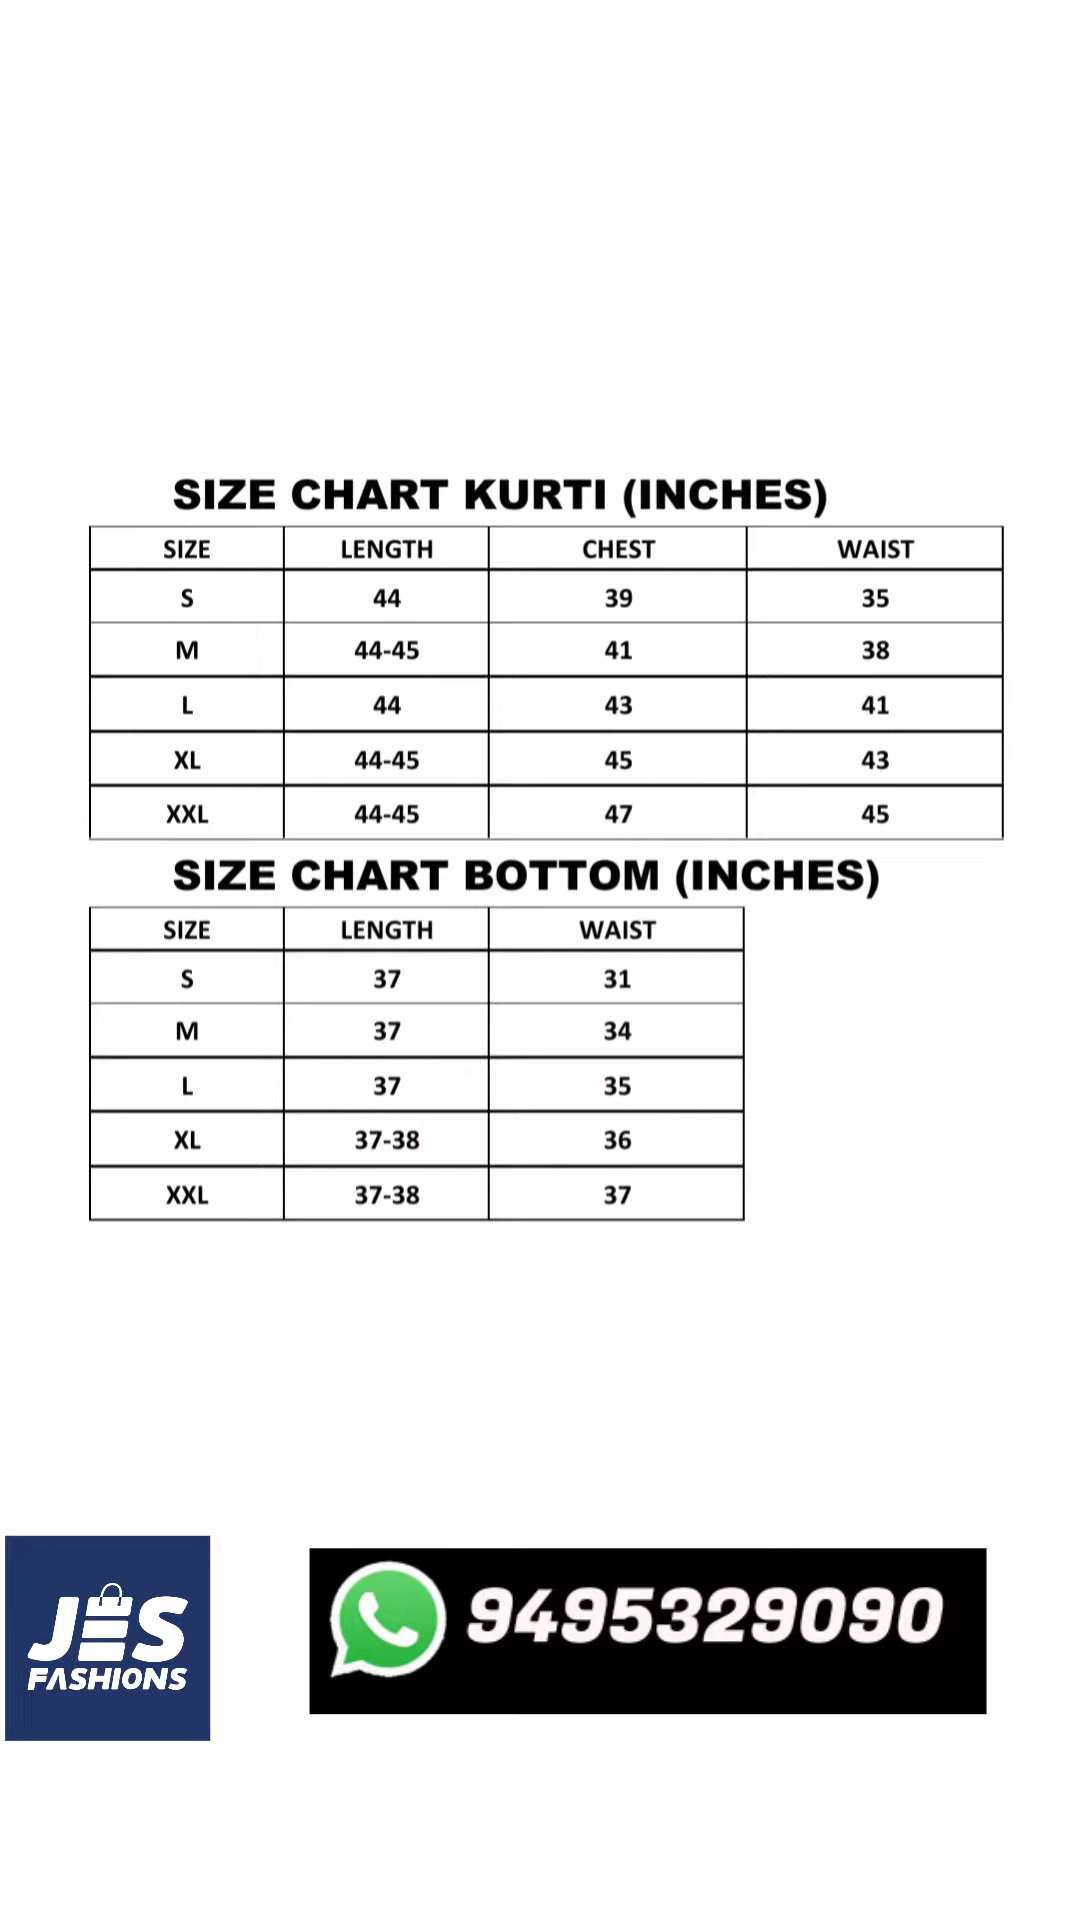 SIZE CHART KURTI (INCHES)
SIZE LENGTH CHEST WAIST
S 44 39 35
M 44-45 41 38
L 44 43 41
XL 44-45 45 43
XXL 44-45 47 45
SIZE CHART BOTTOM (INCHES)
SIZE LENGTH WAIST
S 37 31
M 37 34
L 37 35
XL 37-38 36
XXL 37-38 37
JES
FASHIONS
9495329090